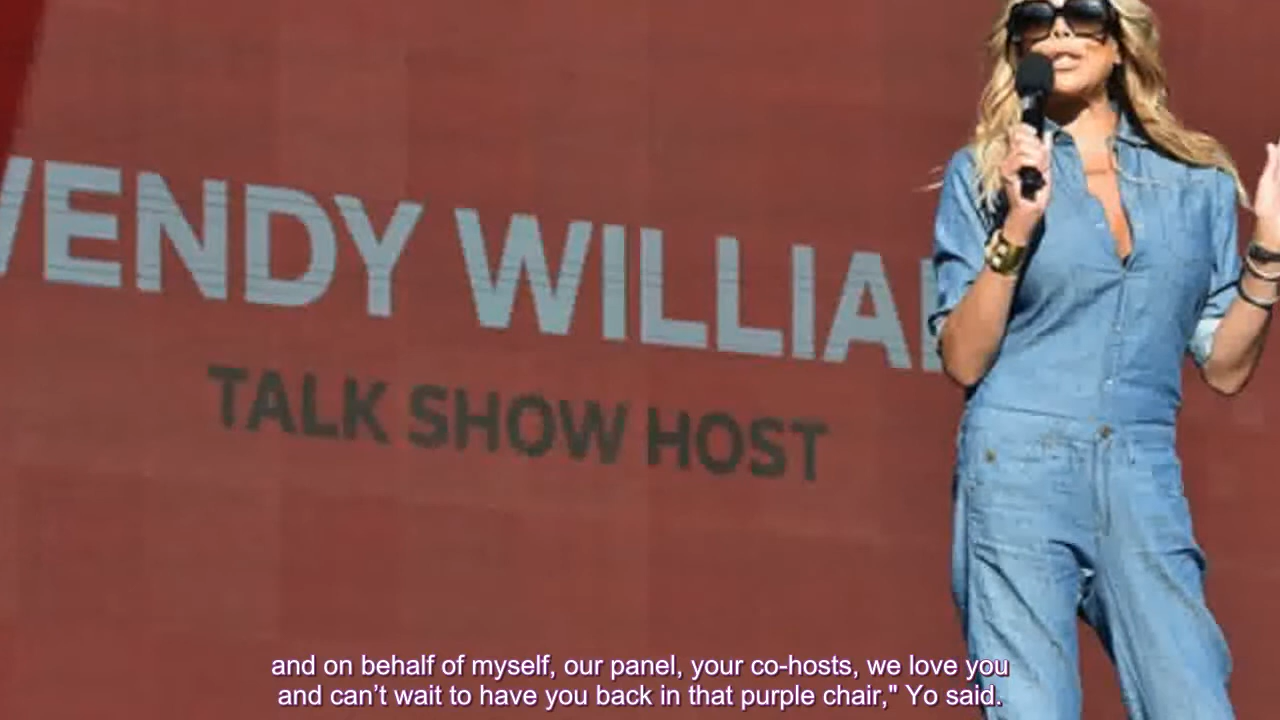 WENDY WILLIA
TALK SHOW HOST
and on behalf of myself, our panel, your co-hosts, we love you
and can’t wait to have you back in that purple chair," Yo said.